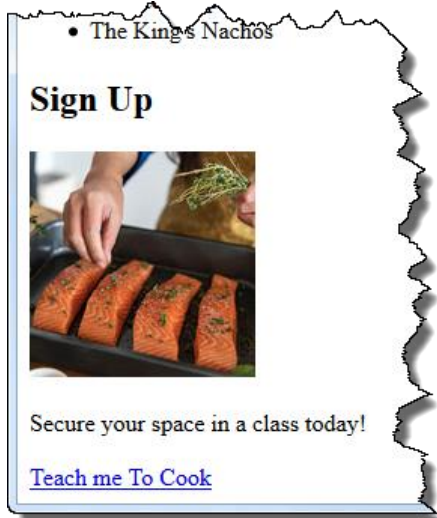 The King's Nachos
Sign Up
Secure your space in a class today!
Teach me To Cook